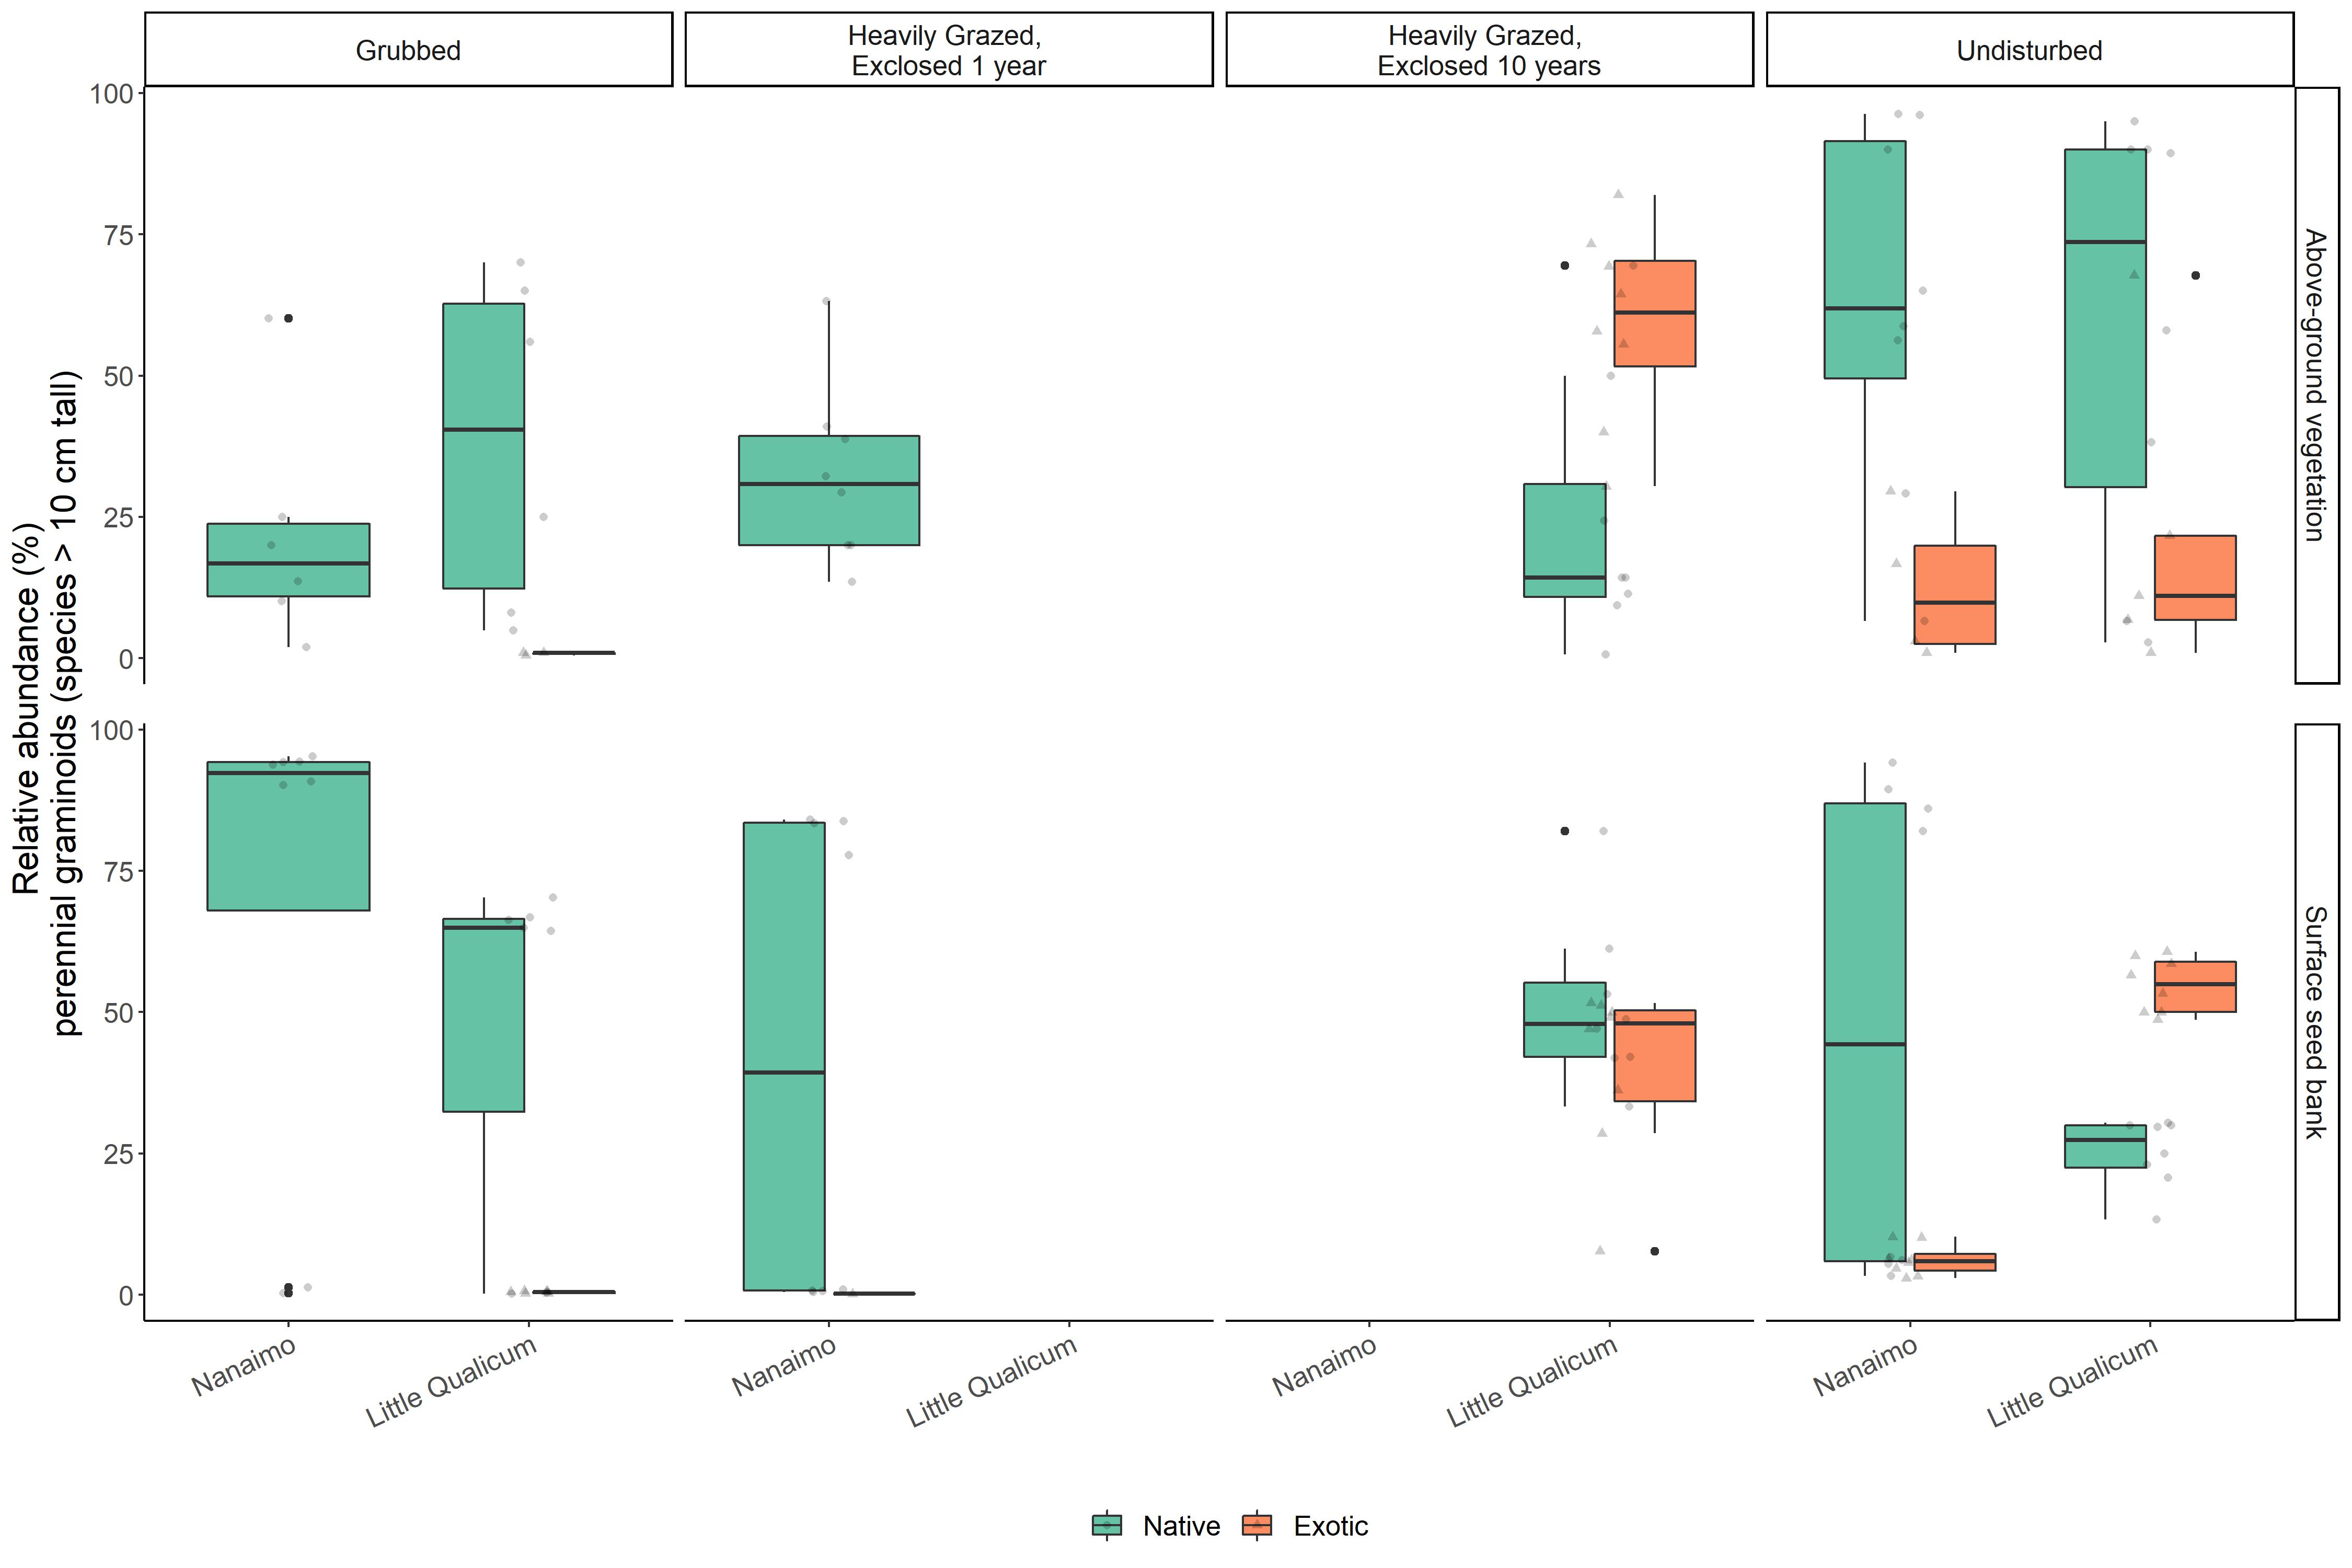 Grubbed
Heavily Grazed,
Exclosed 1 year
Heavily Grazed,
Exclosed 10 years
Undisturbed
Relative abundance (%)
perennial graminoids (species > 10 cm tall)
100
75
50
25
0
Above-ground vegetation
100
75
50
25
0
Surface seed bank
Nanaimo
Little Qualicum
Nanaimo
Little Qualicum
Nanaimo
Little Qualicum
Nanaimo
Little Qualicum
Native
Exotic